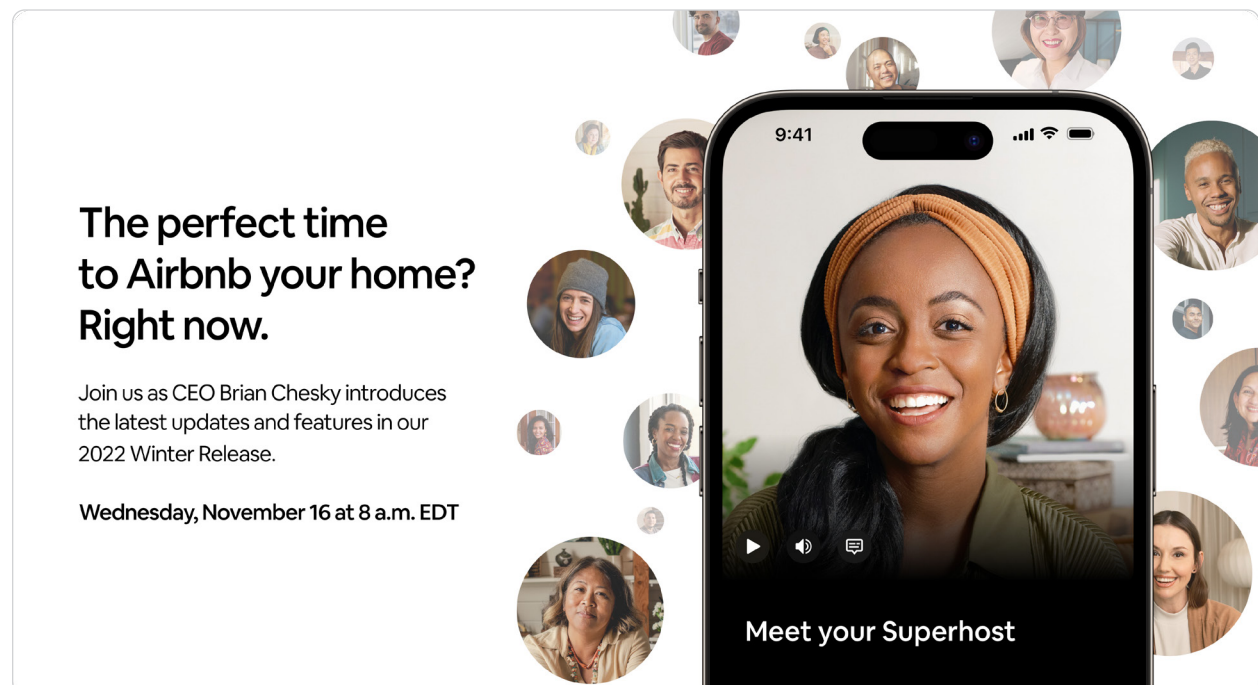 The perfect time
to Airbnb your home?
Right now.
Join us as CEO Brian Chesky introduces
the latest updates and features in our
2022 Winter Release.
Wednesday, November 16 at 8 a.m. EDT
9:41
Meet your Superhost